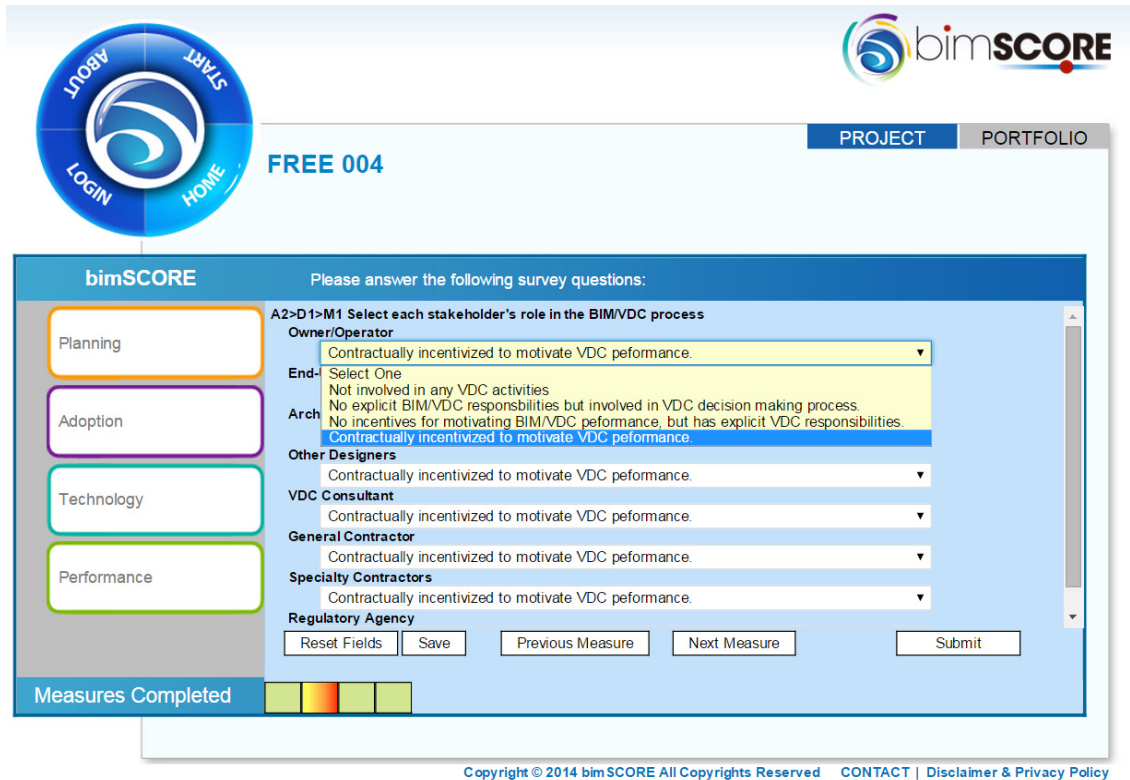 ABOUT
START
LOGIN
HOME
bimSCORE
PROJECT
PORTFOLIO
FREE 004
bimSCORE
Please answer the following survey questions:
Planning
Adoption
Technology
Performance
A2>D1>M1 Select each stakeholder's role in the BIM/VDC process
Owner/Operator
Contractually incentivized to motivate VDC peformance.
End-
Select One
Not involved in any VDC activities
No explicit BIM/VDC responsbilities but involved in VDC decision making process.
Arch
No incentives for motivating BIM/VDC peformance, but has explicit VDC responsibilities.
Contractually incentivized to motivate VDC peformance.
Other Designers
Contractually incentivized to motivate VDC peformance.
VDC Consultant
Contractually incentivized to motivate VDC peformance.
General Contractor
Contractually incentivized to motivate VDC peformance.
Specialty Contractors
Contractually incentivized to motivate VDC peformance.
Regulatory Agency
Reset Fields
Save
Previous Measure
Next Measure
Submit
Measures Completed
Copyright © 2014 bimSCORE All Copyrights Reserved CONTACT | Disclaimer & Privacy Policy